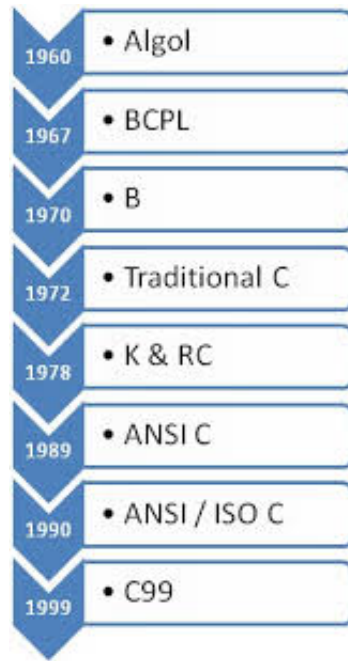 1960
• Algol
1967
• BCPL
1970
• B
1972
• Traditional C
1978
• K & RC
1989
• ANSI C
1990
• ANSI / ISO C
1999
• C99